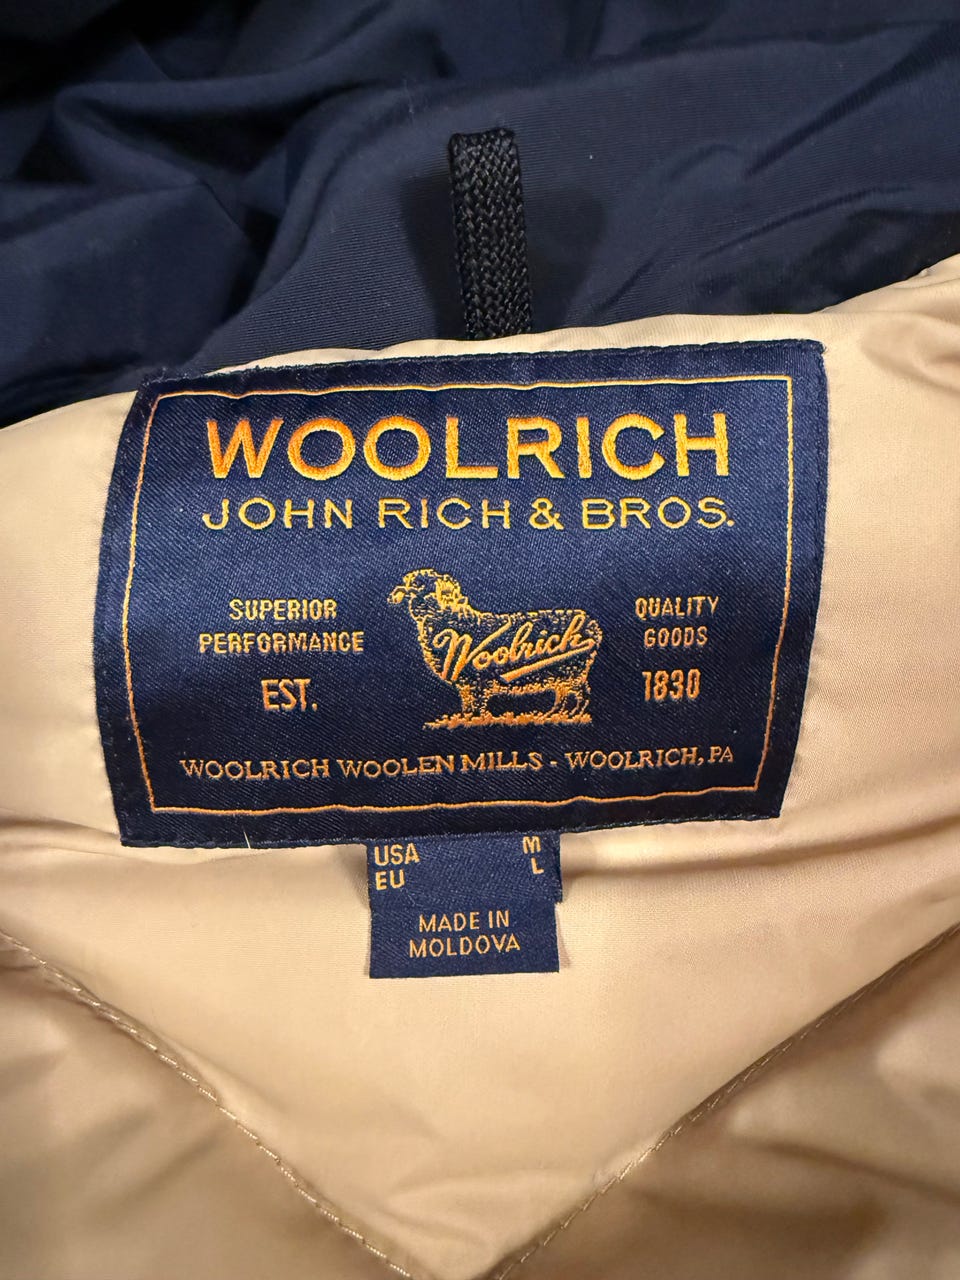 WOOLRICH
JOHN RICH & BROS.
SUPERIOR
PERFORMANCE
EST.
Woolrich
QUALITY
GOODS
1830
WOOLRICH WOOLEN MILLS - WOOLRICH, PA
USA M
EU L
MADE IN
MOLDOVA